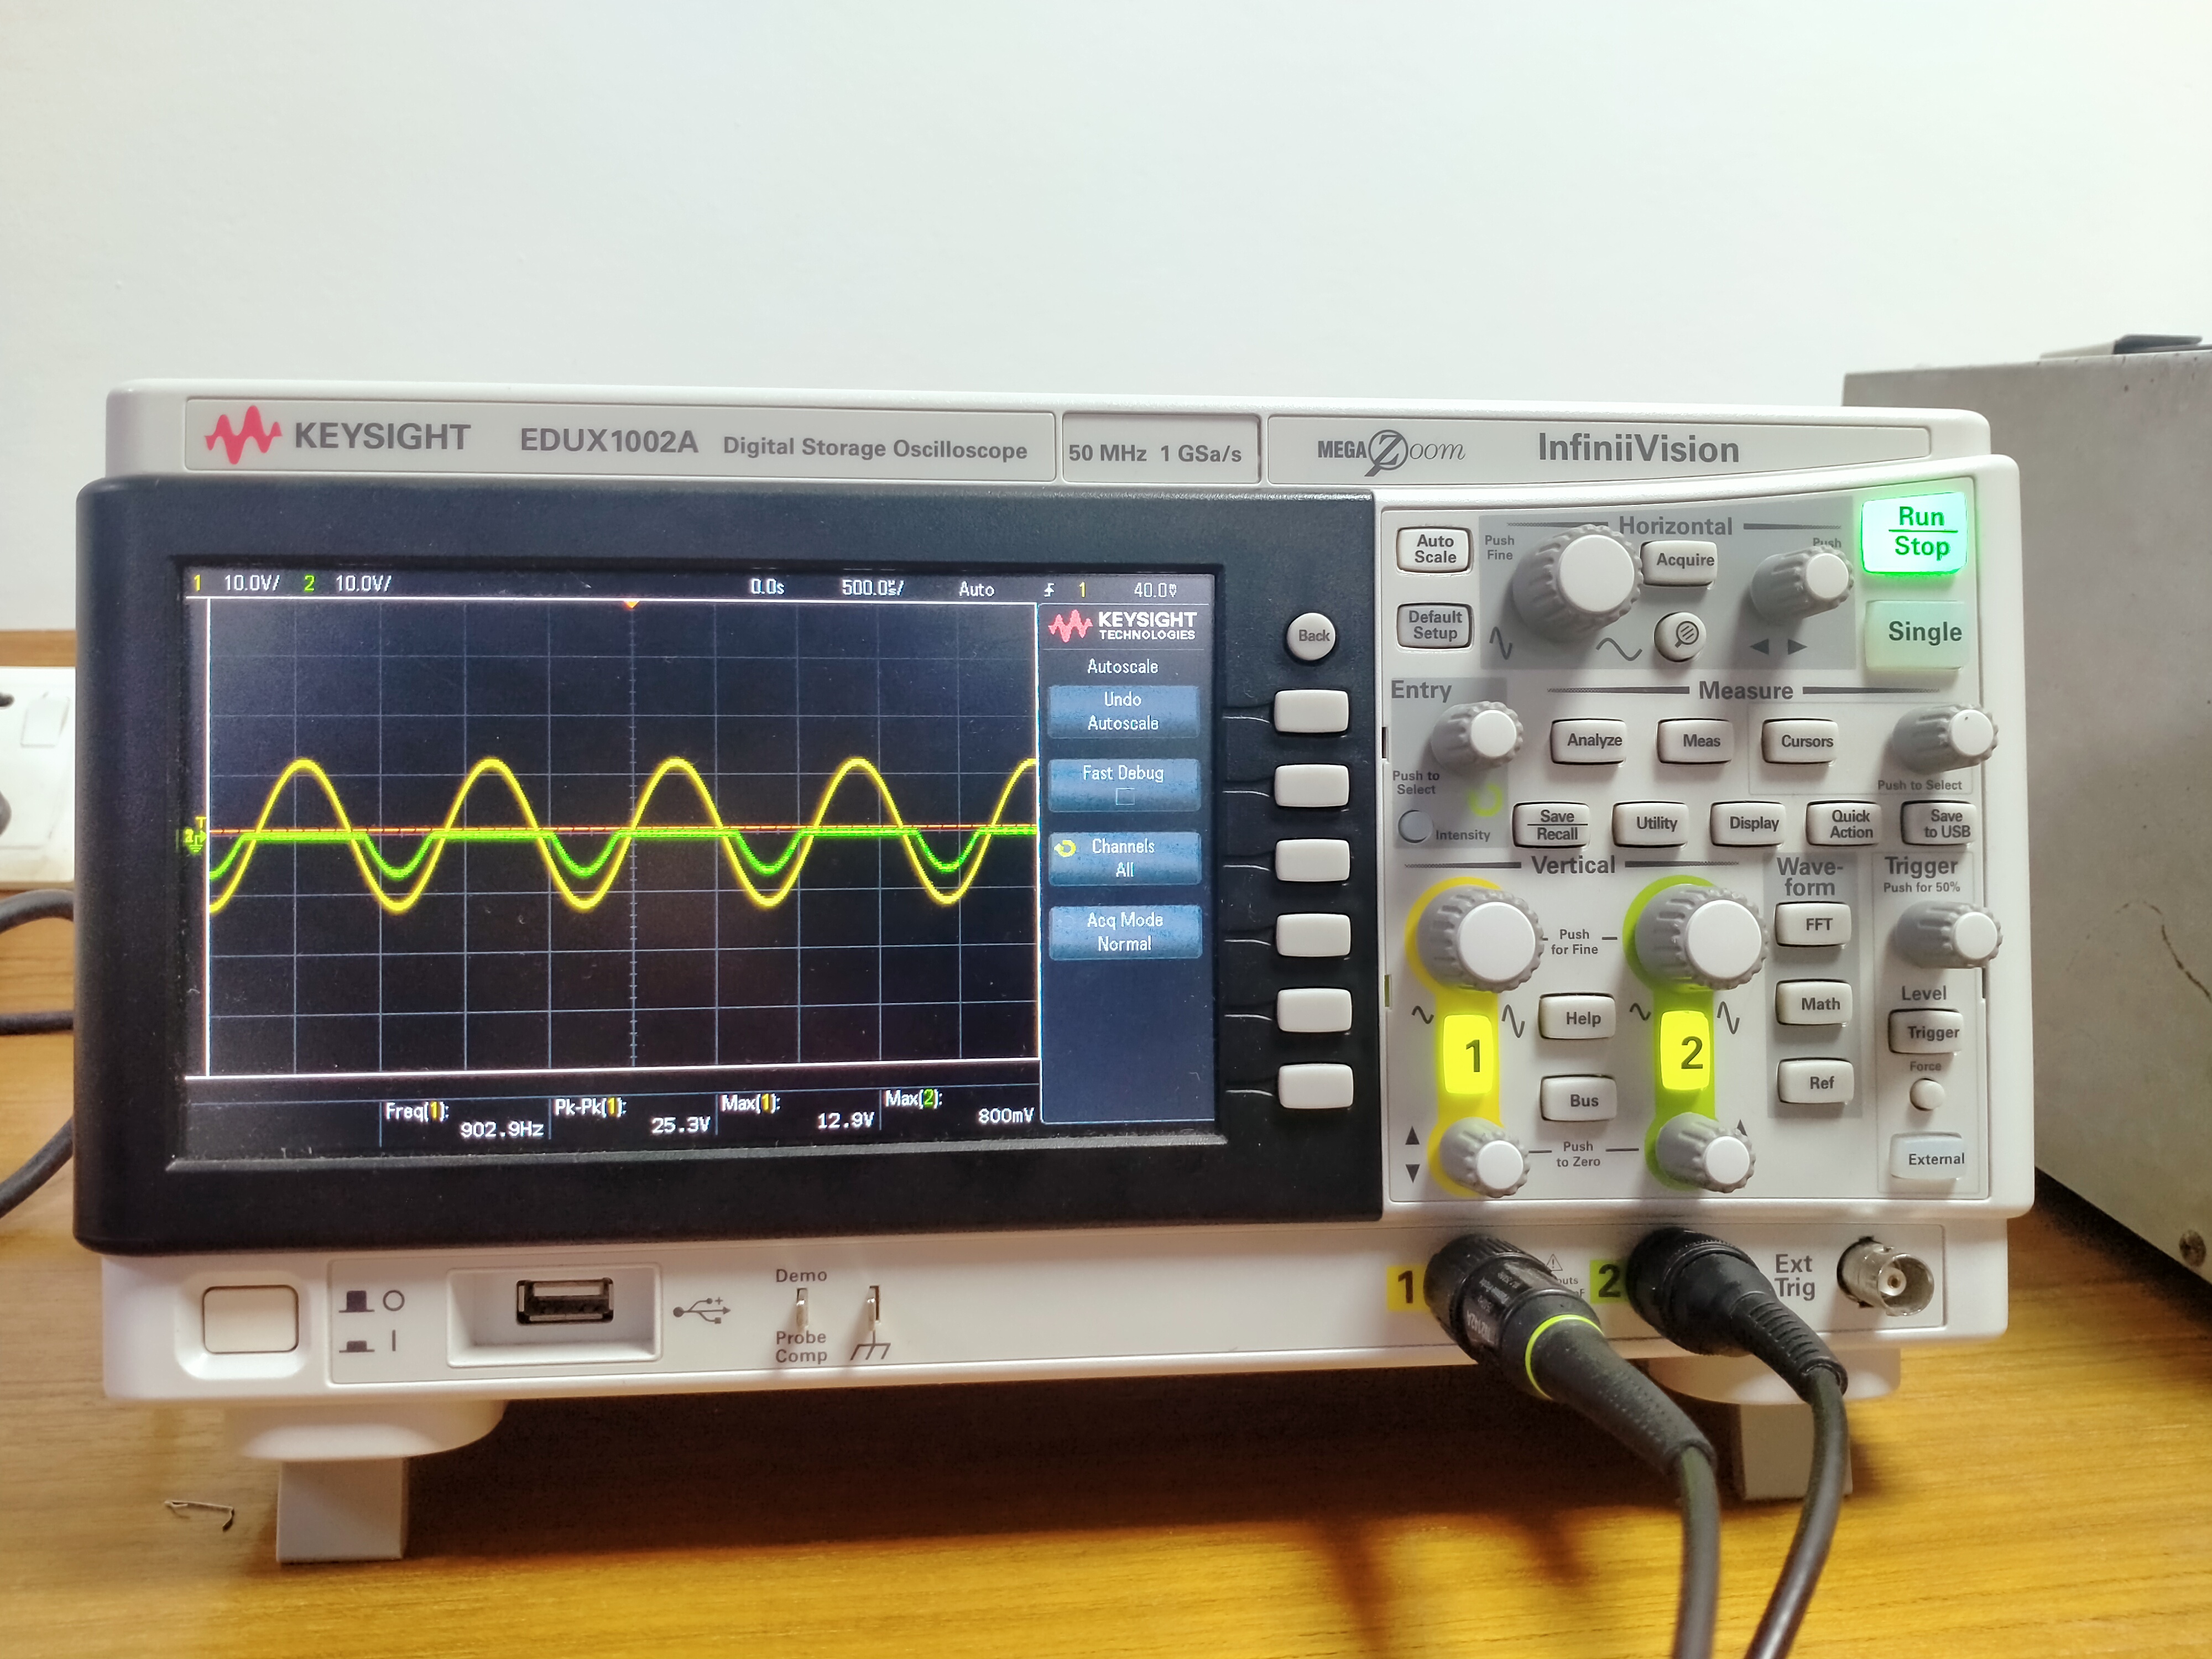 KEYSIGHT EDUX1002A Digital Storage Oscilloscope 50 MHz 1 GSa/s MEGA Zoom InfiniiVision
1 10.0V/ 2 10.0V/ 0.0s 500.0us/ Auto 1 40.0V
KEYSIGHT
TECHNOLOGIES
Autoscale
Undo
Autoscale
Fast Debug
Channels
All
Acq Mode
Normal
T
2
Freq(1):
902.9Hz
Pk-Pk(1):
25.3V
Max(1):
12.9V
Max(2):
800mV
Back
Auto
Scale
Default
Setup
Horizontal
Push
Fine
Acquire
Push
Run
Stop
Single
Entry
Push to
Select
Intensity
Measure
Analyze
Meas
Cursors
Push to Select
Save
Recall
Utility
Display
Quick
Action
Save
to USB
Vertical
Push
for Fine
1
2
Help
Bus
Push
to Zero
Wave-
form
FFT
Math
Ref
Trigger
Push for 50%
Level
Trigger
Force
External
Demo
Probe
Comp
1
2
Ext
Trig